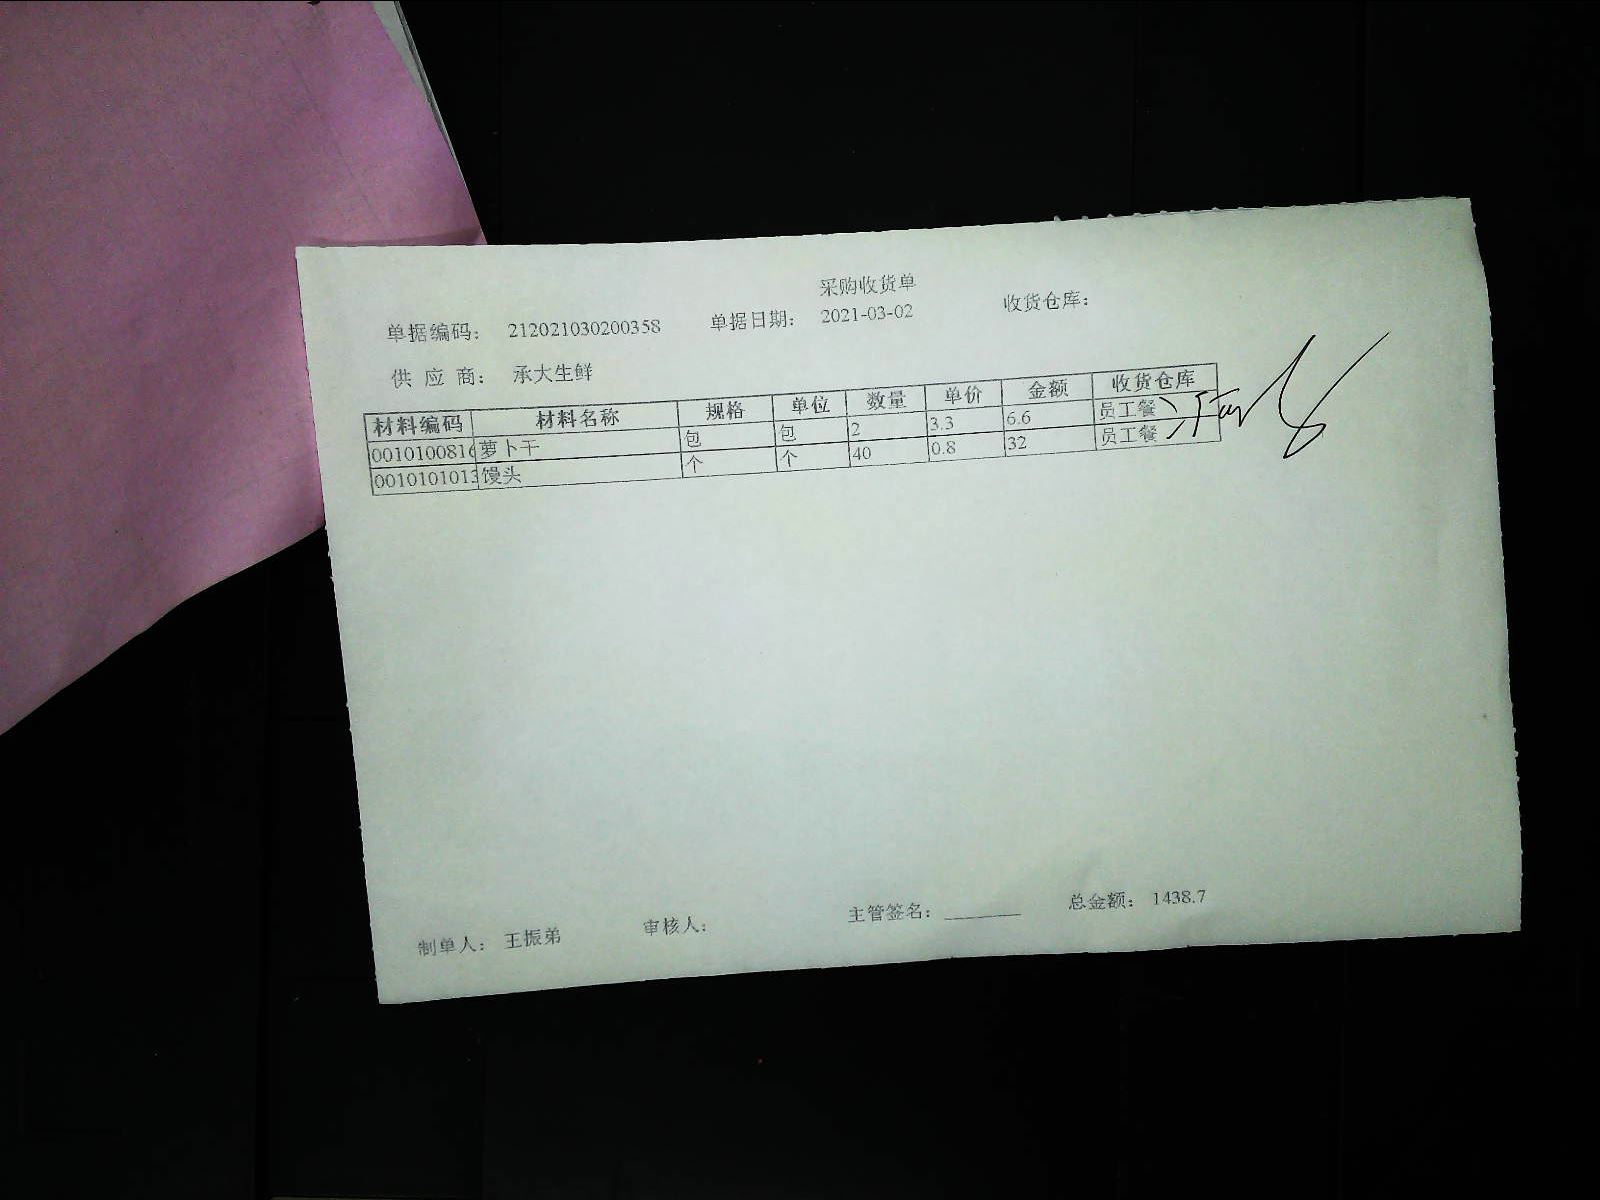 采购收货单
单据编码： 212021030200358 单据日期： 2021-03-02 收货仓库：
供 应 商： 承大生鲜
材料编码 材料名称 规格 单位 数量 单价 金额 收货仓库
0010100816 萝卜干 包 包 2 3.3 6.6 员工餐
0010101013 馒头 个 个 40 0.8 32 员工餐
制单人： 王振弟 审核人： 主管签名： 总金额： 1438.7